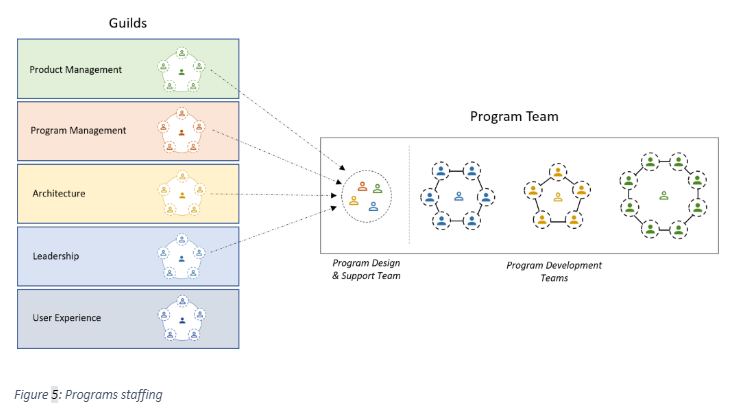 Guilds
Product Management
Program Management
Architecture
Leadership
User Experience
Program Team
Program Design
& Support Team
Program Development
Teams
Figure 5: Programs staffing